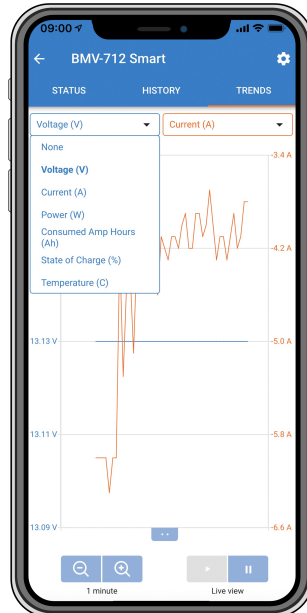 09:00
BMV-712 Smart
STATUS HISTORY TRENDS
Voltage (V) Current (A)
None
Voltage (V)
Current (A)
Power (W)
Consumed Amp Hours
(Ah)
State of Charge (%)
Temperature (C)
-3.4 A
-4.2 A
13.13 V -5.0 A
13.11 V -5.8 A
13.09 V -6.6 A
1 minute Live view